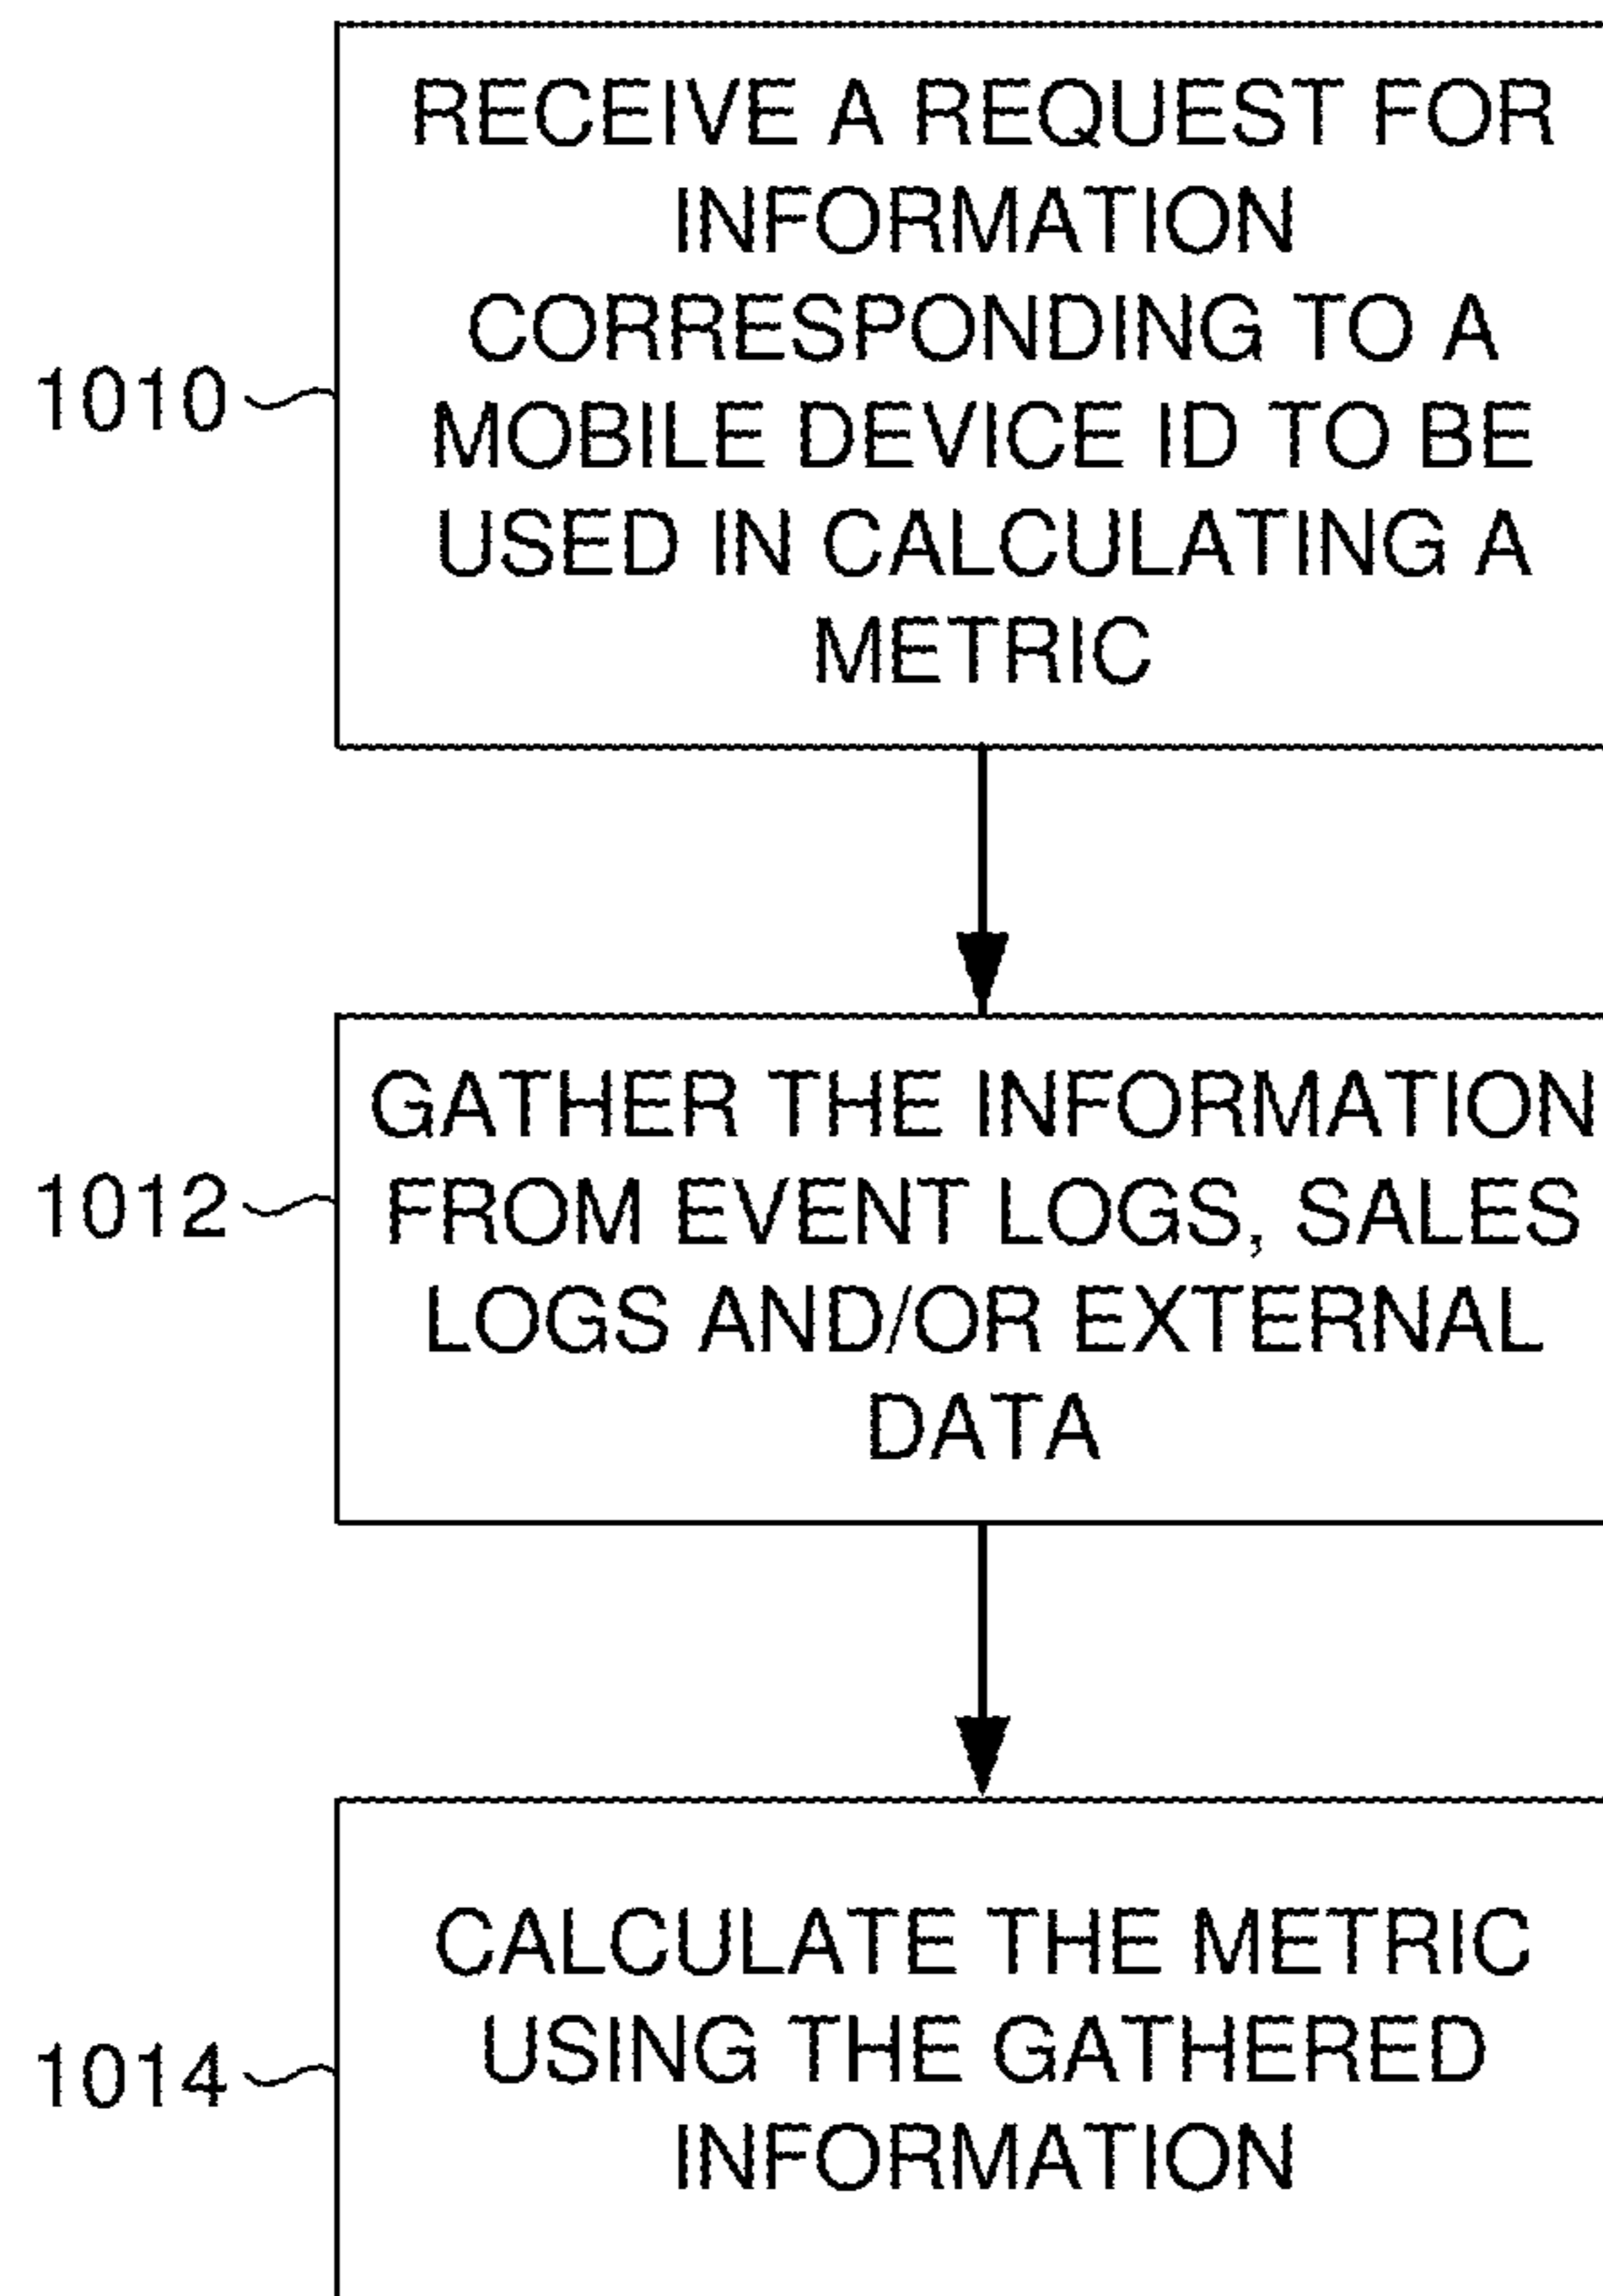 RECEIVE A REQUEST FOR
INFORMATION
CORRESPONDING TO A
1010
MOBILE DEVICE ID TO BE
USED IN CALCULATING A
METRIC
GATHER THE INFORMATION
1012
FROM EVENT LOGS, SALES
LOGS AND/OR EXTERNAL
DATA
CALCULATE THE METRIC
1014
USING THE GATHERED
INFORMATION